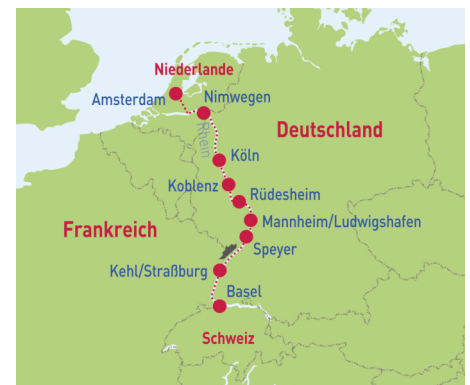 Niederlande
Amsterdam
Nimwegen
Rhein
Deutschland
Köln
Koblenz
Rüdesheim
Mannheim/Ludwigshafen
Frankreich
Speyer
Kehl/Straßburg
Basel
Schweiz